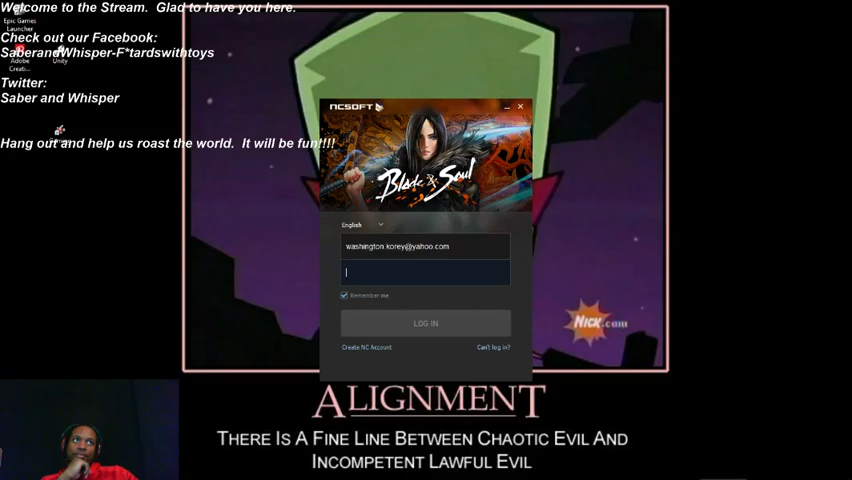 Welcome to the Stream. Glad to have you here.
Epic Games
Launcher
Check out our Facebook:
SaberandWhisper-F*tardswithtoys
Adobe
Creati...
Unity
Twitter:
Saber and Whisper
Hang out and help us roast the world. It will be fun!!!!
NCSOFT
Blade & Soul
English
washington.korey@yahoo.com
Remember me
LOG IN
Create NC Account
Can't log in?
NICK.com
ALIGNMENT
THERE IS A FINE LINE BETWEEN CHAOTIC EVIL AND
INCOMPETENT LAWFUL EVIL